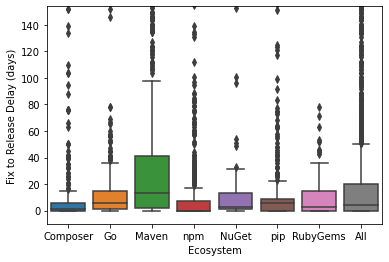 Fix to Release Delay (days)
140
120
100
80
60
40
20
0
Composer Go Maven npm NuGet pip RubyGems All
Ecosystem